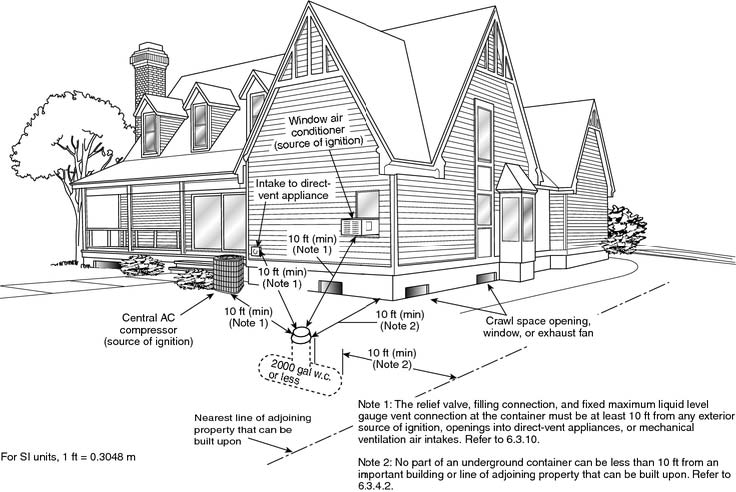 Window air
conditioner
(source of ignition)
Intake to direct-
vent appliance
10 ft (min)
(Note 1)
10 ft (min)
(Note 1)
Central AC
compressor
(source of ignition)
10 ft (min)
(Note 1)
10 ft (min)
(Note 2)
Crawl space opening,
window, or exhaust fan
2000 gal w.c.
or less
10 ft (min)
(Note 2)
Nearest line of adjoining
property that can be
built upon
For SI units, 1 ft = 0.3048 m
Note 1: The relief valve, filling connection, and fixed maximum liquid level
gauge vent connection at the container must be at least 10 ft from any exterior
source of ignition, openings into direct-vent appliances, or mechanical
ventilation air intakes. Refer to 6.3.10.
Note 2: No part of an underground container can be less than 10 ft from an
important building or line of adjoining property that can be built upon. Refer to
6.3.4.2.